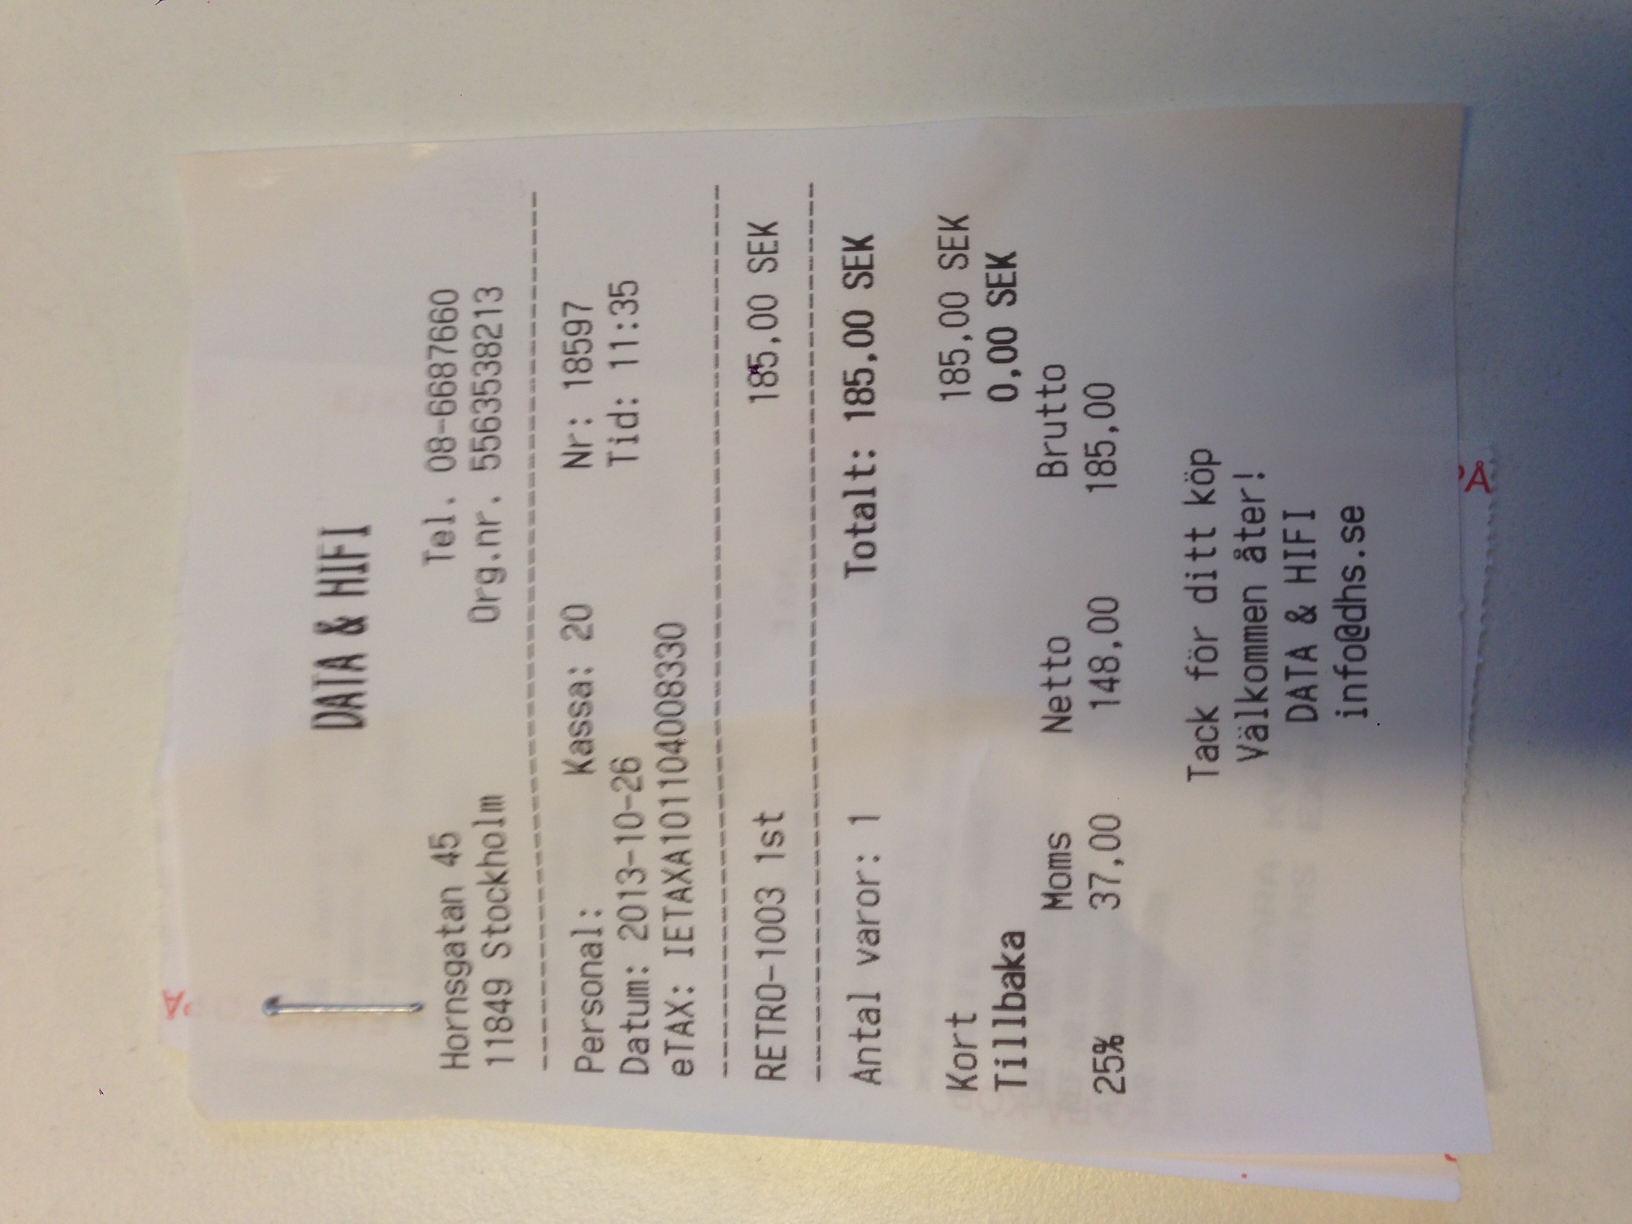 DATA & HIFI
Hornsgatan 45 Tel. 08-6687660
11849 Stockholm Org.nr. 5563538213
Personal: Kassa: 20 Nr: 18597
Datum: 2013-10-26 Tid: 11:35
eTAX: IETAXA101104008330
RETRO-1003 1st 185,00 SEK
Antal varor: 1 Totalt: 185,00 SEK
Kort 185,00 SEK
Tillbaka 0,00 SEK
Moms Netto Brutto
25% 37,00 148,00 185,00
Tack för ditt köp
Välkommen åter!
DATA & HIFI
info@dhs.se